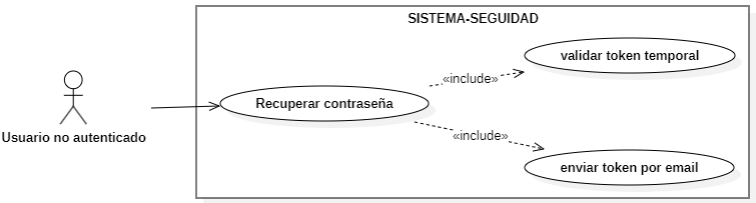 SISTEMA-SEGUIDAD
validar token temporal
«include»
Recuperar contraseña
Usuario no autenticado
«include»
enviar token por email